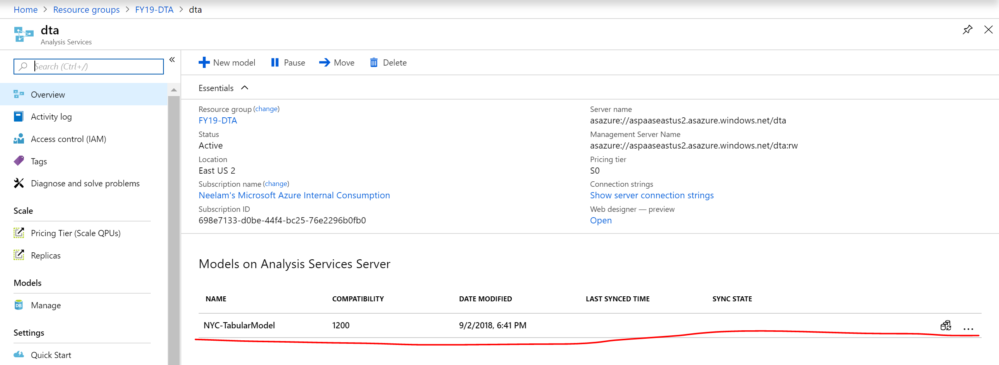 Home > Resource groups > FY19-DTA > dta
dta
Analysis Services
Search (Ctrl+/)
«
Overview
Activity log
Access control (IAM)
Tags
Diagnose and solve problems
Scale
Pricing Tier (Scale QPUs)
Replicas
Models
DB
Manage
Settings
Quick Start
New model Pause Move Delete
Essentials
Resource group (change)
FY19-DTA
Status
Active
Location
East US 2
Subscription name (change)
Neelam's Microsoft Azure Internal Consumption
Subscription ID
698e7133-d0be-44f4-bc25-76e2296b0fb0
Server name
asazure://aspaaseastus2.asazure.windows.net/dta
Management Server Name
asazure://aspaaseastus2.asazure.windows.net/dta:rw
Pricing tier
S0
Connection strings
Show server connection strings
Web designer — preview
Open
Models on Analysis Services Server
NAME COMPATIBILITY DATE MODIFIED LAST SYNCED TIME SYNC STATE
NYC-TabularModel 1200 9/2/2018, 6:41 PM ...